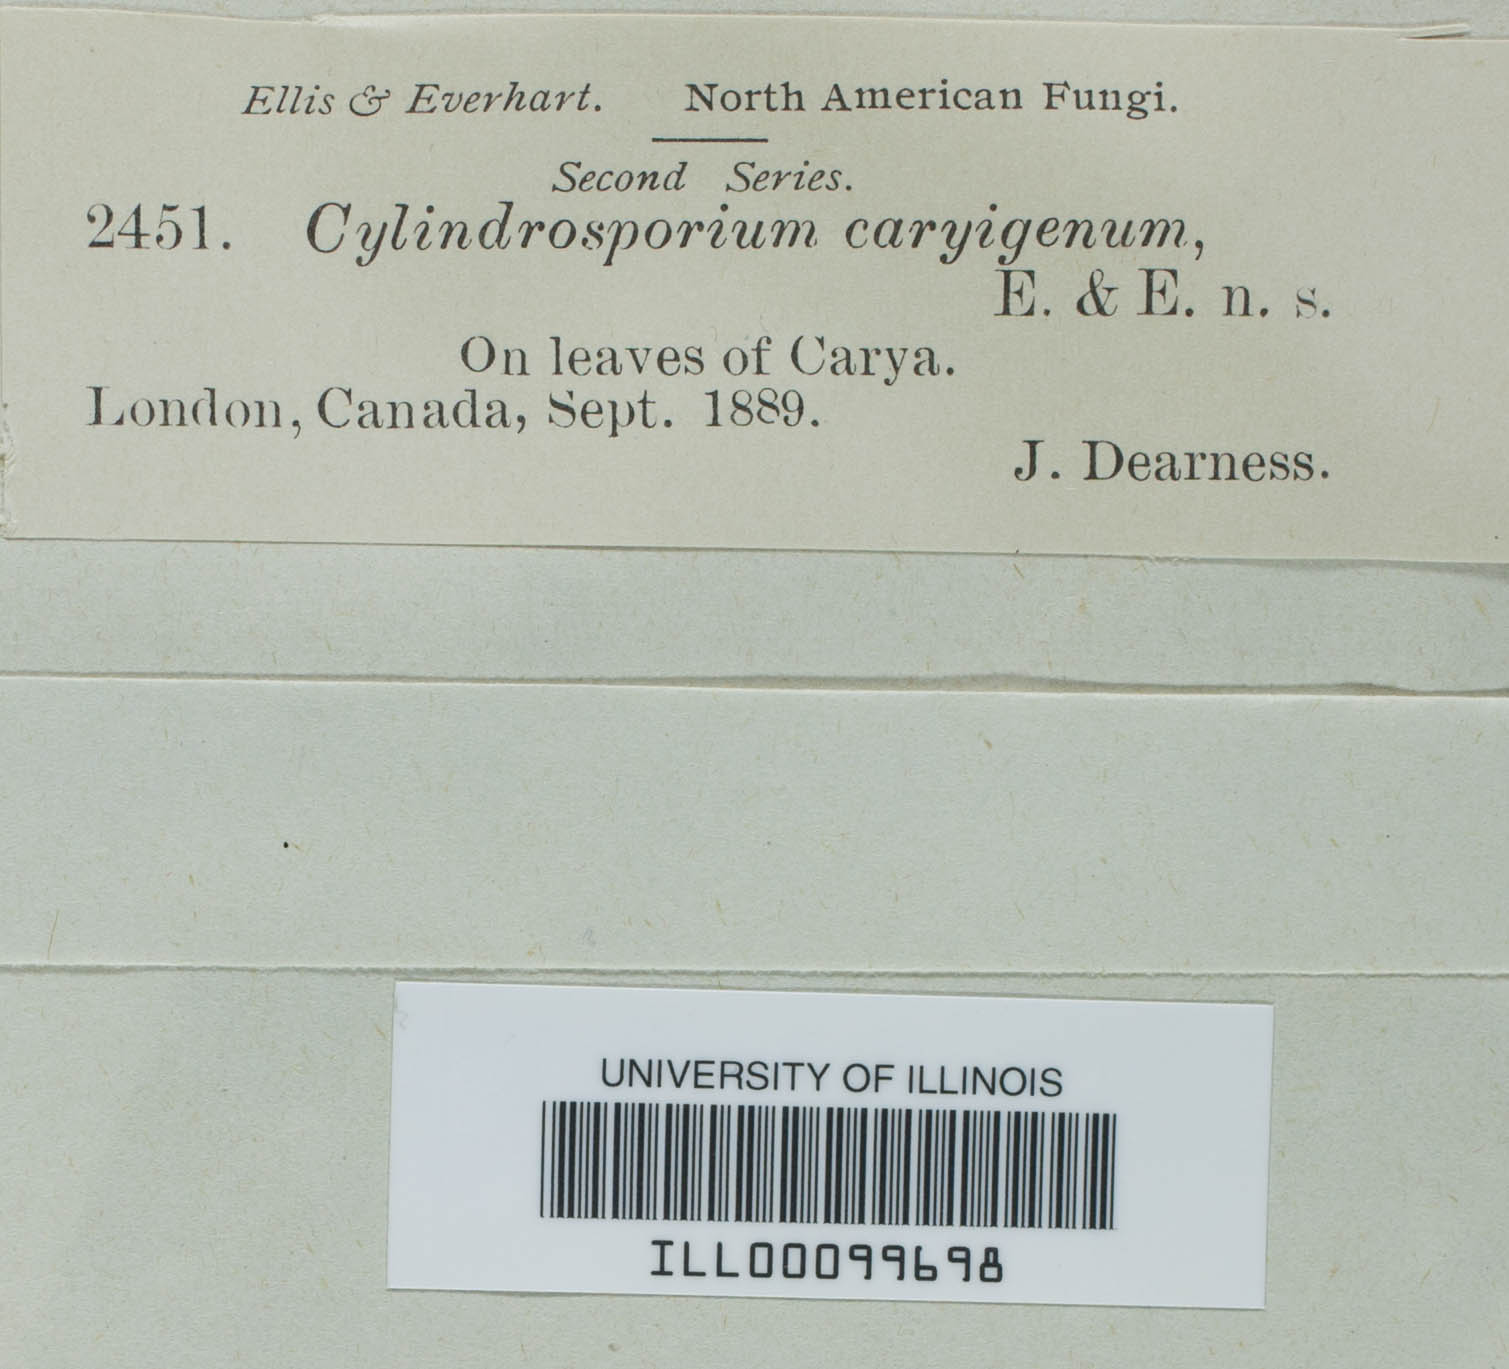 Ellis & Everhart. North American Fungi.
Second Series.
2451. Cylindrosporium caryigenum,
E. & E. n. s.
On leaves of Carya.
London, Canada, Sept. 1889.
J. Dearness.
UNIVERSITY OF ILLINOIS
ILL00099698